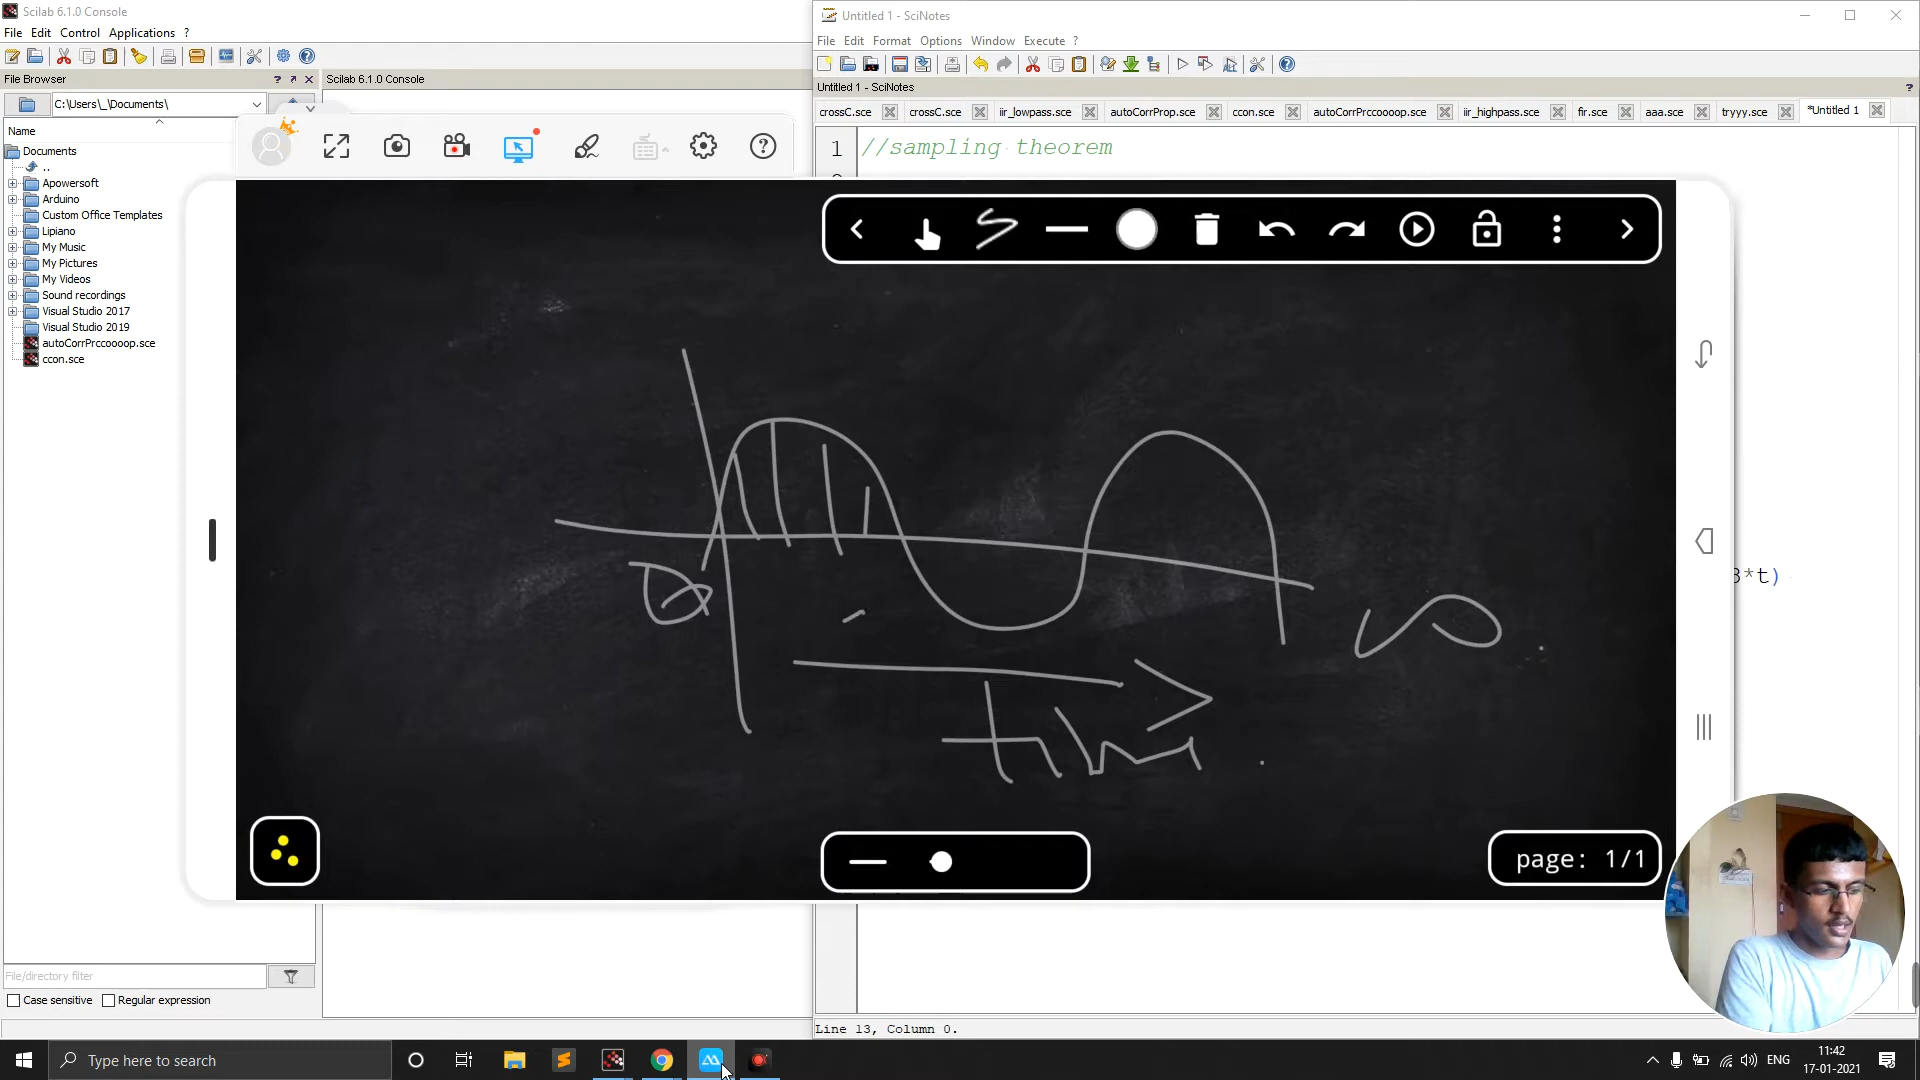 Scilab 6.1.0 Console
File Edit Control Applications ?
File Browser ? Scilab 6.1.0 Console
C:\Users\_\Documents\
Name
Documents
..
Apowersoft
Arduino
Custom Office Templates
Lipiano
My Music
My Pictures
My Videos
Sound recordings
Visual Studio 2017
Visual Studio 2019
autoCorrPrccoooop.sce
ccon.sce
File/directory filter
Case sensitive Regular expression
Untitled 1 - SciNotes
File Edit Format Options Window Execute ?
Untitled 1 - SciNotes ?
crossC.sce crossC.sce iir_lowpass.sce autoCorrProp.sce ccon.sce autoCorrPrccoooop.sce iir_highpass.sce fir.sce aaa.sce tryyy.sce *Untitled 1
1 //sampling theorem
*t)
time
page: 1/1
Line 13, Column 0.
Type here to search
ENG
11:42
17-01-2021